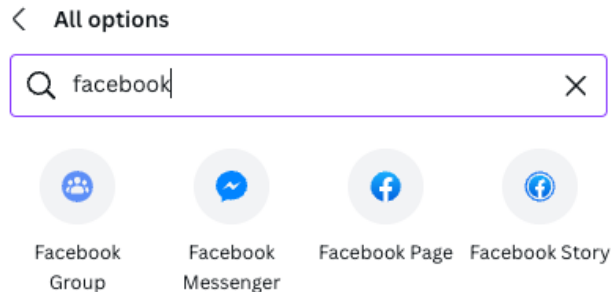 All options
facebook
Facebook Group
Facebook Messenger
Facebook Page
Facebook Story